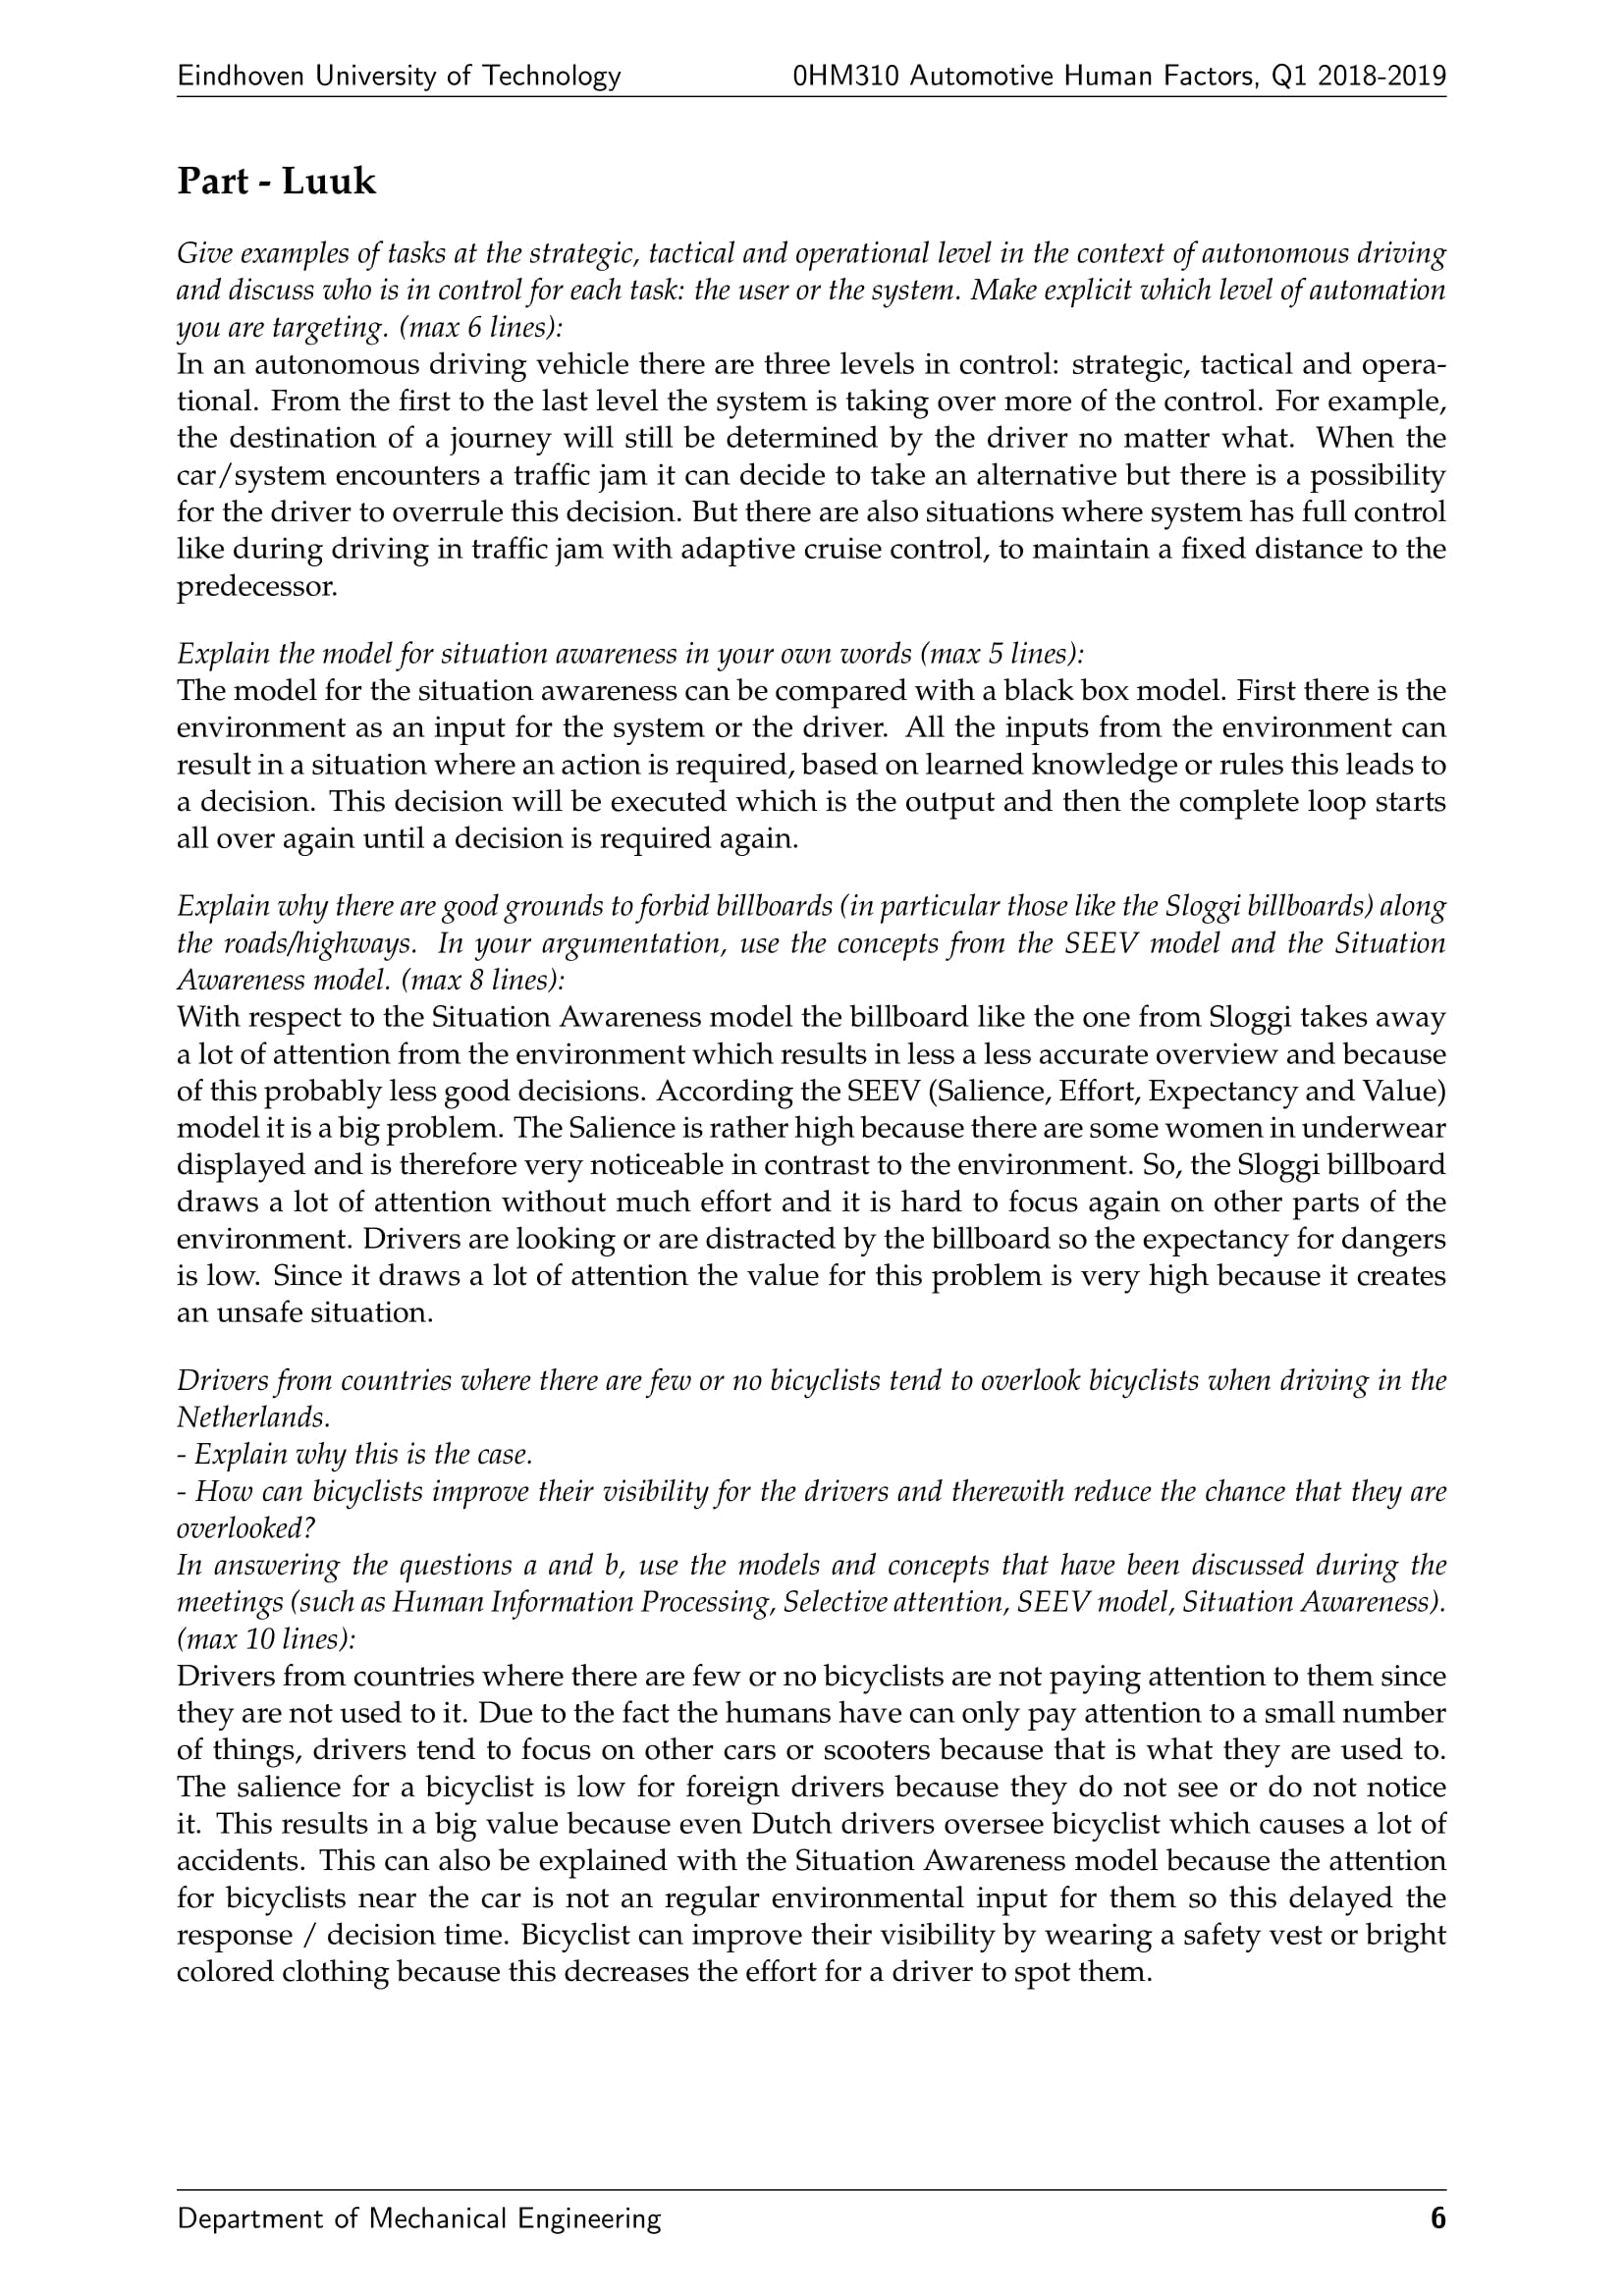 Eindhoven University of Technology 0HM310 Automotive Human Factors, Q1 2018-2019
Part - Luuk
Give examples of tasks at the strategic, tactical and operational level in the context of autonomous driving
and discuss who is in control for each task: the user or the system. Make explicit which level of automation
you are targeting. (max 6 lines):
In an autonomous driving vehicle there are three levels in control: strategic, tactical and opera-
tional. From the first to the last level the system is taking over more of the control. For example,
the destination of a journey will still be determined by the driver no matter what. When the
car/system encounters a traffic jam it can decide to take an alternative but there is a possibility
for the driver to overrule this decision. But there are also situations where system has full control
like during driving in traffic jam with adaptive cruise control, to maintain a fixed distance to the
predecessor.
Explain the model for situation awareness in your own words (max 5 lines):
The model for the situation awareness can be compared with a black box model. First there is the
environment as an input for the system or the driver. All the inputs from the environment can
result in a situation where an action is required, based on learned knowledge or rules this leads to
a decision. This decision will be executed which is the output and then the complete loop starts
all over again until a decision is required again.
Explain why there are good grounds to forbid billboards (in particular those like the Sloggi billboards) along
the roads/highways. In your argumentation, use the concepts from the SEEV model and the Situation
Awareness model. (max 8 lines):
With respect to the Situation Awareness model the billboard like the one from Sloggi takes away
a lot of attention from the environment which results in less a less accurate overview and because
of this probably less good decisions. According the SEEV (Salience, Effort, Expectancy and Value)
model it is a big problem. The Salience is rather high because there are some women in underwear
displayed and is therefore very noticeable in contrast to the environment. So, the Sloggi billboard
draws a lot of attention without much effort and it is hard to focus again on other parts of the
environment. Drivers are looking or are distracted by the billboard so the expectancy for dangers
is low. Since it draws a lot of attention the value for this problem is very high because it creates
an unsafe situation.
Drivers from countries where there are few or no bicyclists tend to overlook bicyclists when driving in the
Netherlands.
- Explain why this is the case.
- How can bicyclists improve their visibility for the drivers and therewith reduce the chance that they are
overlooked?
In answering the questions a and b, use the models and concepts that have been discussed during the
meetings (such as Human Information Processing, Selective attention, SEEV model, Situation Awareness).
(max 10 lines):
Drivers from countries where there are few or no bicyclists are not paying attention to them since
they are not used to it. Due to the fact the humans have can only pay attention to a small number
of things, drivers tend to focus on other cars or scooters because that is what they are used to.
The salience for a bicyclist is low for foreign drivers because they do not see or do not notice
it. This results in a big value because even Dutch drivers oversee bicyclist which causes a lot of
accidents. This can also be explained with the Situation Awareness model because the attention
for bicyclists near the car is not an regular environmental input for them so this delayed the
response / decision time. Bicyclist can improve their visibility by wearing a safety vest or bright
colored clothing because this decreases the effort for a driver to spot them.
Department of Mechanical Engineering 6